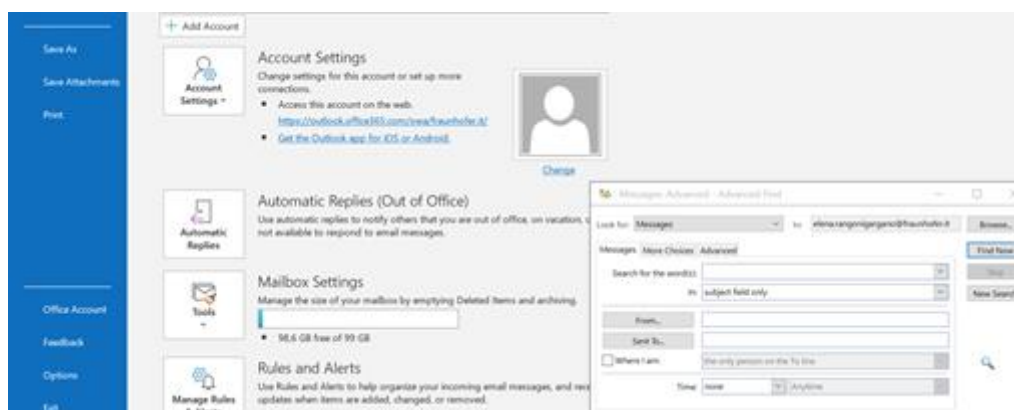 + Add Account
Save As
Save Attachments
Print
Office Account
Feedback
Options
Exit
Account Settings
Account Settings
Change settings for this account or set up more
connections.
Access this account on the web.
https://outlook.office365.com/owa/fraunhofer.it/
Get the Outlook app for iOS or Android.
Change
Automatic Replies
Automatic Replies (Out of Office)
Use automatic replies to notify others that you are out of office, on vacation,
not available to respond to email messages.
Tools
Mailbox Settings
Manage the size of your mailbox by emptying Deleted Items and archiving.
98,6 GB free of 99 GB
Manage Rules
Rules and Alerts
Use Rules and Alerts to help organize your incoming email messages, and
updates when items are added, changed, or removed.
Messages: Advanced - Advanced Find
Look for: Messages In: elena.rangonigargano@fraunhofer.it Browse...
Messages More Choices Advanced Find Now
Search for the word(s): Stop
In: subject field only New Search
From...
Sent To...
Where I am: the only person on the To line
Time: none Anytime